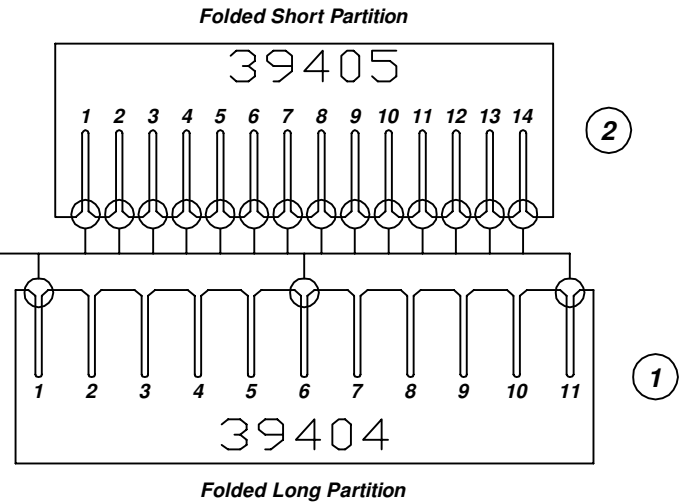 Folded Short Partition
39405
1 2 3 4 5 6 7 8 9 10 11 12 13 14
2
1 2 3 4 5 6 7 8 9 10 11
1
39404
Folded Long Partition